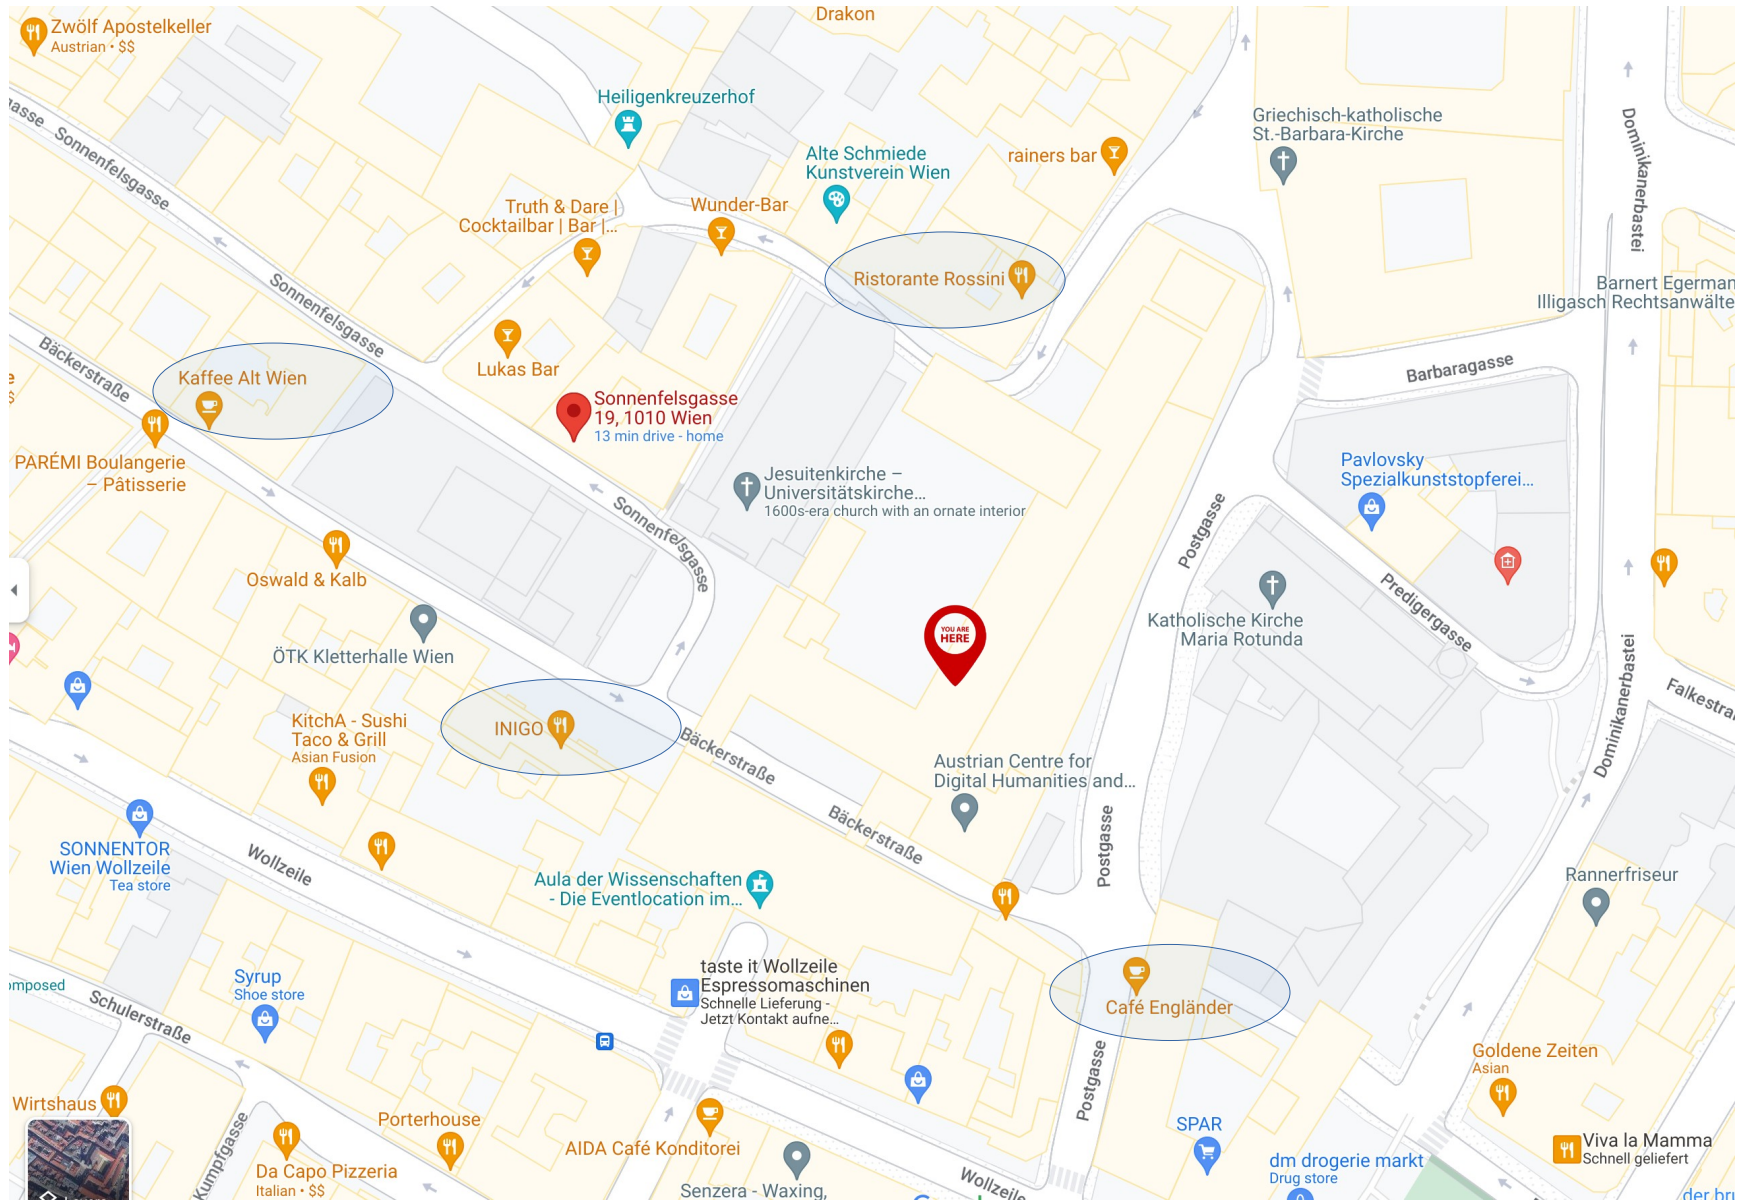 Drakon
Zwölf Apostelkeller
Austrian • $$
Heiligenkreuzerhof
Griechisch-katholische
St.-Barbara-Kirche
Dominikanerbastei
gasse
Sonnenfelsgasse
Alte Schmiede
Kunstverein Wien
rainers bar
Truth & Dare |
Cocktailbar | Bar |...
Wunder-Bar
Ristorante Rossini
Barnert Egerman
Illigasch Rechtsanwälte
Sonnenfelsgasse
Bäckerstraße
Kaffee Alt Wien
Lukas Bar
Barbaragasse
Sonnenfelsgasse
19, 1010 Wien
13 min drive - home
PARÉMI Boulangerie
– Pâtisserie
Jesuitenkirche –
Universitätskirche...
1600s-era church with an ornate interior
Pavlovsky
Spezialkunststopferei...
Postgasse
Sonnenfelsgasse
Oswald & Kalb
Predigergasse
Katholische Kirche
Maria Rotunda
YOU ARE
HERE
ÖTK Kletterhalle Wien
Dominikanerbastei
Falkestra
KitchA - Sushi
Taco & Grill
Asian Fusion
INIGO
Bäckerstraße
Austrian Centre for
Digital Humanities and...
Bäckerstraße
Postgasse
SONNENTOR
Wien Wollzeile
Tea store
Wollzeile
Aula der Wissenschaften
- Die Eventlocation im...
Rannerfriseur
omposed
Syrup
Shoe store
Schulerstraße
taste it Wollzeile
Espressomaschinen
Schnelle Lieferung -
Jetzt Kontakt aufne...
Café Engländer
Postgasse
Goldene Zeiten
Asian
Wirtshaus
Porterhouse
AIDA Café Konditorei
SPAR
Viva la Mamma
Schnell geliefert
Kumpfgasse
Da Capo Pizzeria
Italian • $$
Senzera - Waxing,
Wollzeile
dm drogerie markt
Drug store
der bru